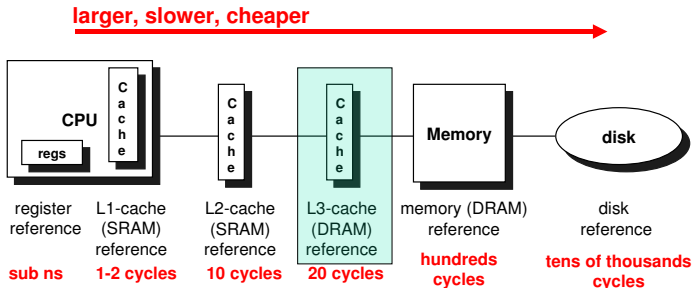 larger, slower, cheaper
CPU
regs
Cache
Cache
Cache
Memory
disk
register
reference
L1-cache
(SRAM)
reference
L2-cache
(SRAM)
reference
L3-cache
(DRAM)
reference
memory (DRAM)
reference
disk
reference
sub ns
1-2 cycles
10 cycles
20 cycles
hundreds
cycles
tens of thousands
cycles